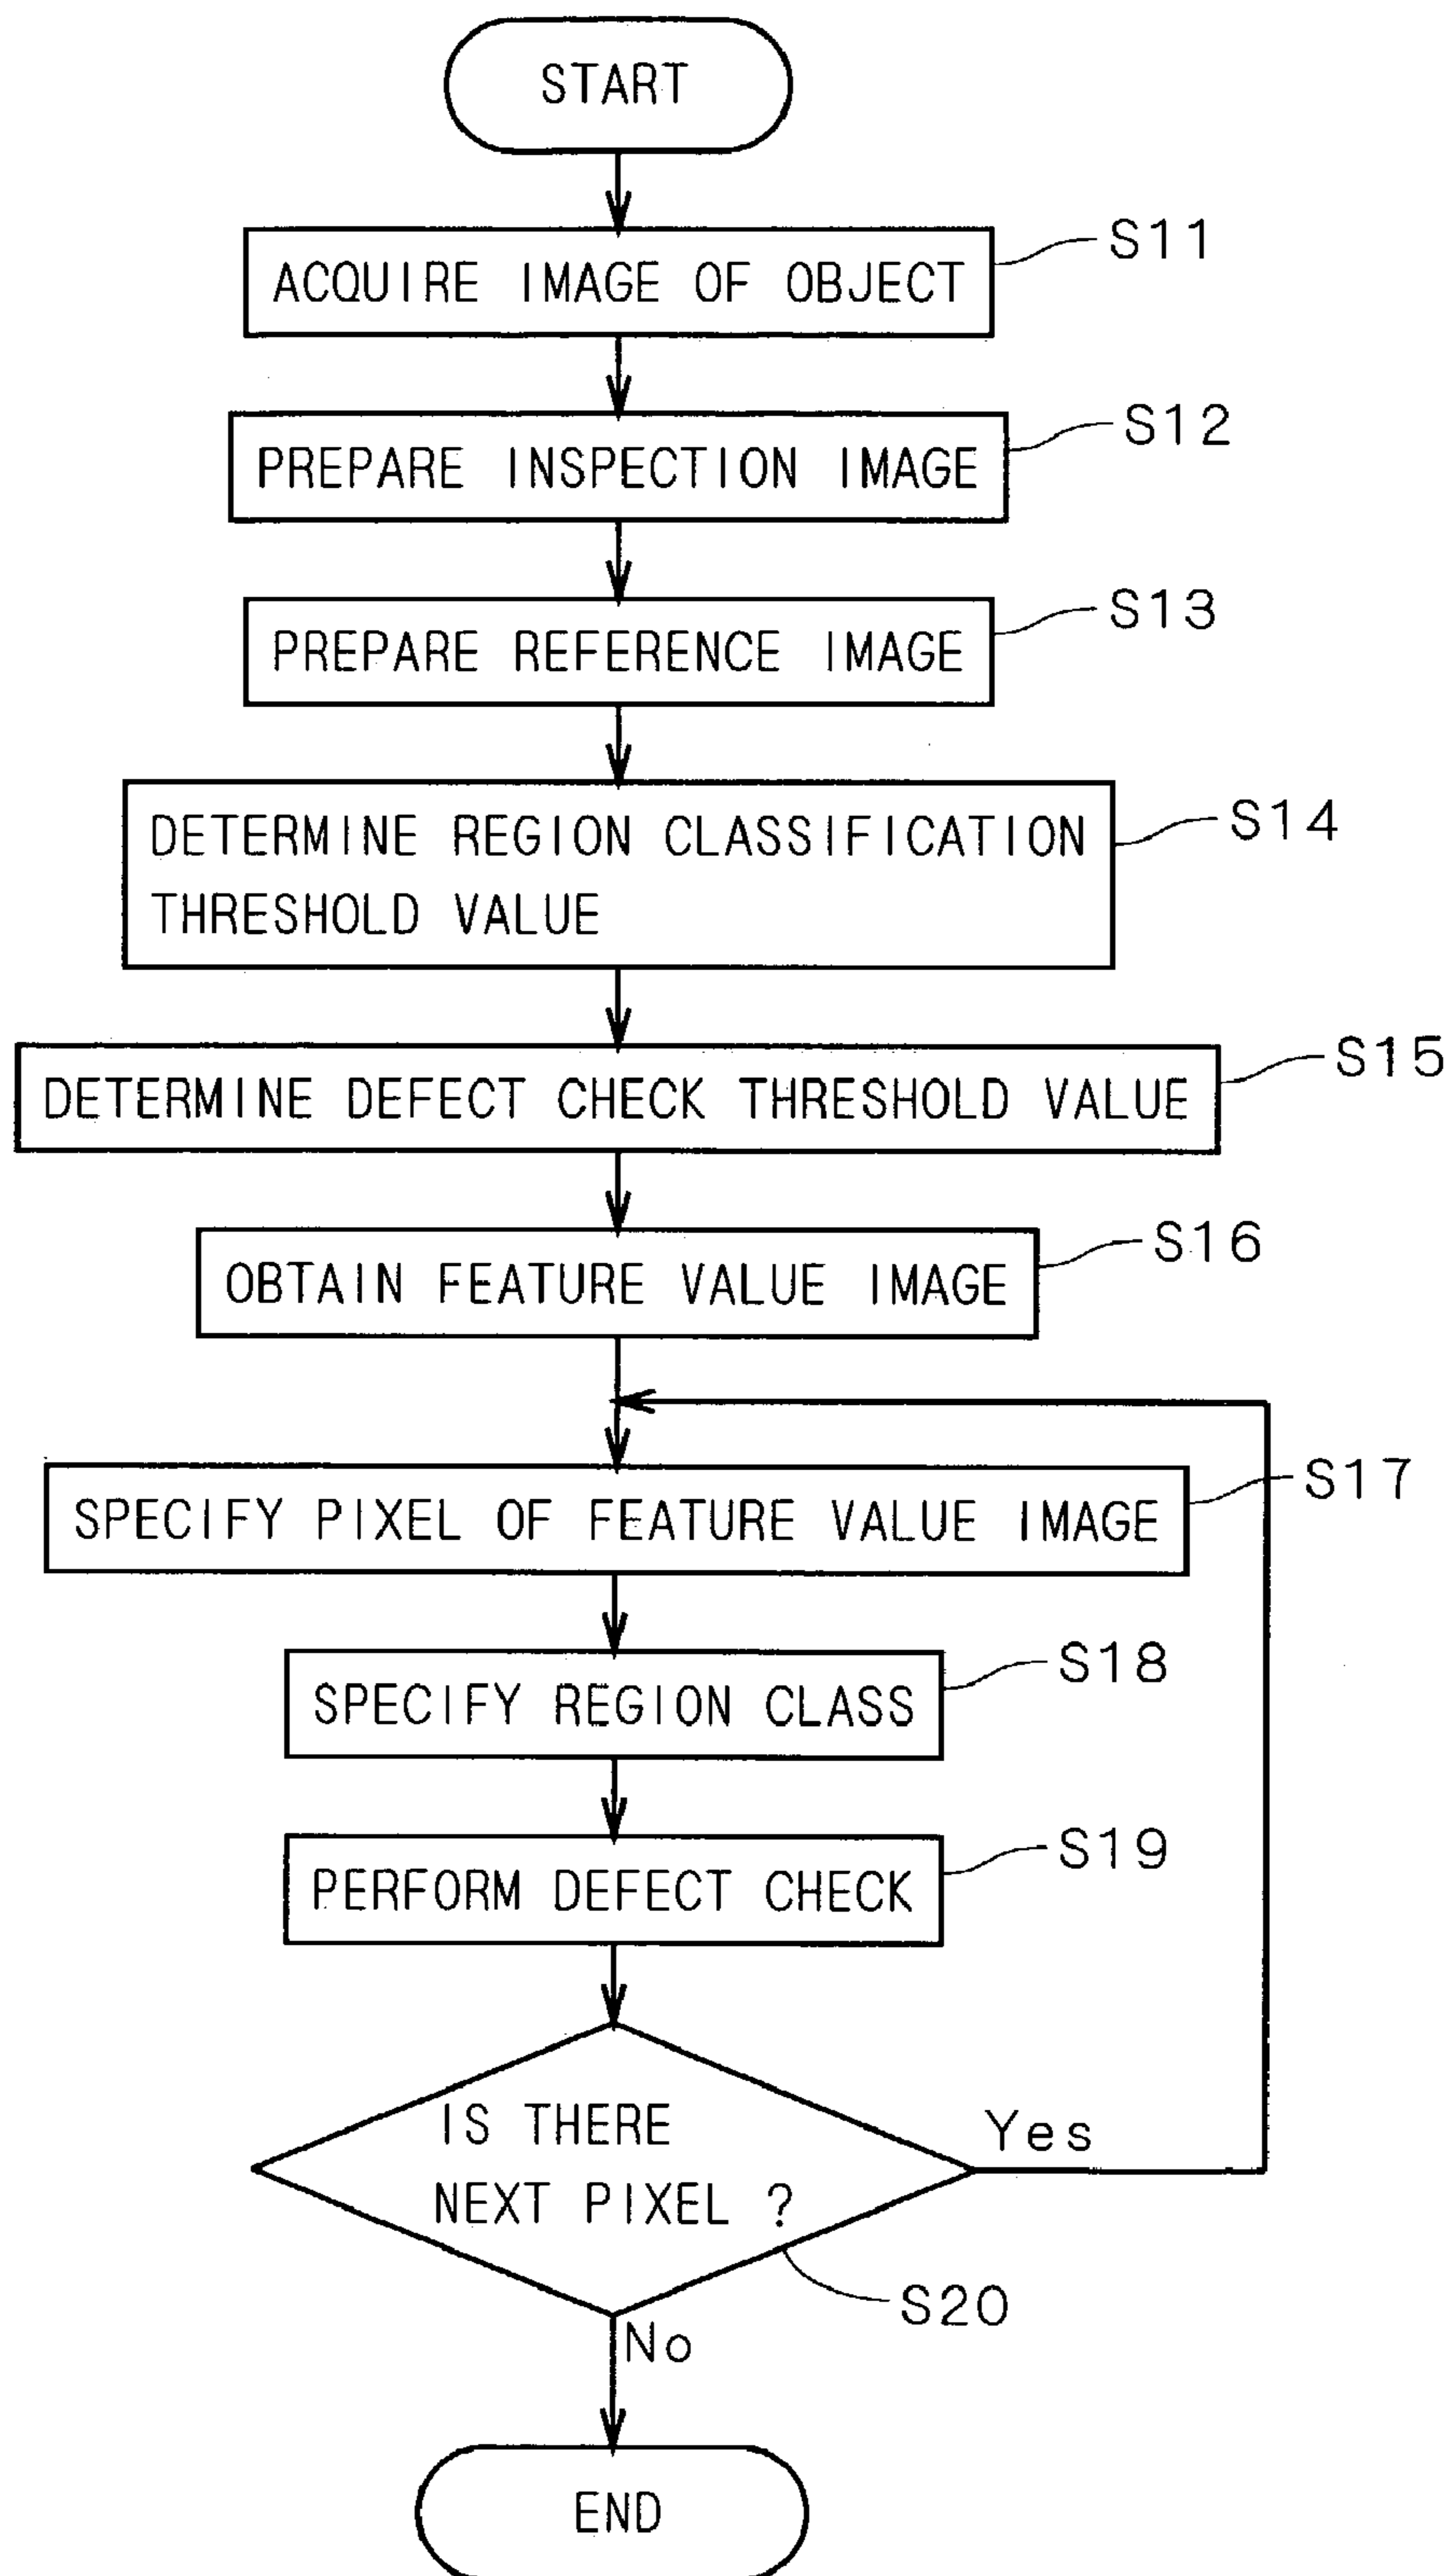 START
ACQUIRE IMAGE OF OBJECT
S11
PREPARE INSPECTION IMAGE
S12
PREPARE REFERENCE IMAGE
S13
DETERMINE REGION CLASSIFICATION
THRESHOLD VALUE
S14
DETERMINE DEFECT CHECK THRESHOLD VALUE
S15
OBTAIN FEATURE VALUE IMAGE
S16
SPECIFY PIXEL OF FEATURE VALUE IMAGE
S17
SPECIFY REGION CLASS
S18
PERFORM DEFECT CHECK
S19
IS THERE
NEXT PIXEL ?
Yes
S20
No
END